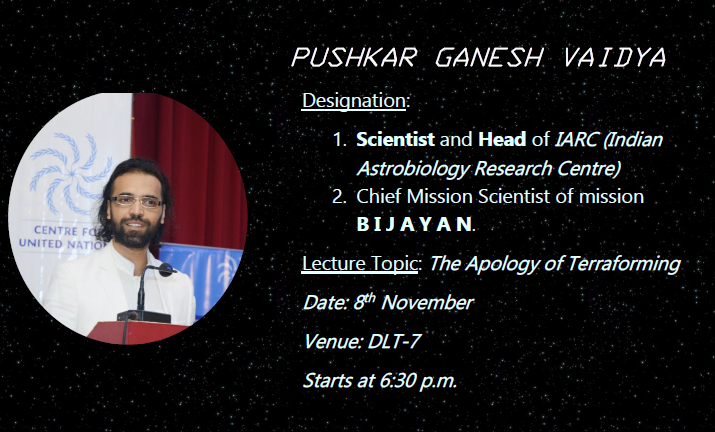 PUSHKAR GANESH VAIDYA
Designation:
1. Scientist and Head of IARC (Indian
Astrobiology Research Centre)
2. Chief Mission Scientist of mission
B I J A Y A N.
Lecture Topic: The Apology of Terraforming
Date: 8th November
Venue: DLT-7
Starts at 6:30 p.m.
CENTRE FO
UNITED NATIO